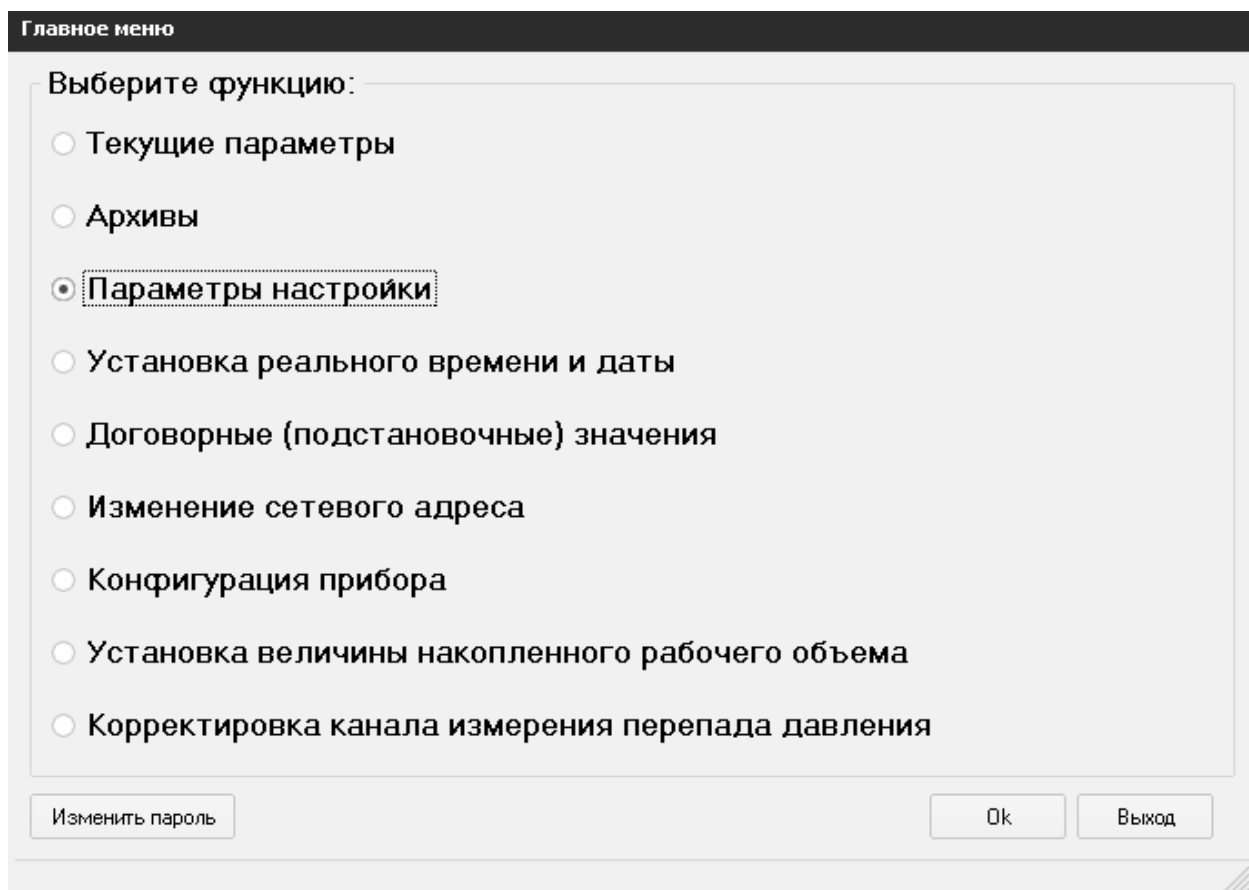 Главное меню
Выберите функцию:
Текущие параметры
Архивы
Параметры настройки
Установка реального времени и даты
Договорные (подстановочные) значения
Изменение сетевого адреса
Конфигурация прибора
Установка величины накопленного рабочего объема
Корректировка канала измерения перепада давления
Изменить пароль
Ok
Выход